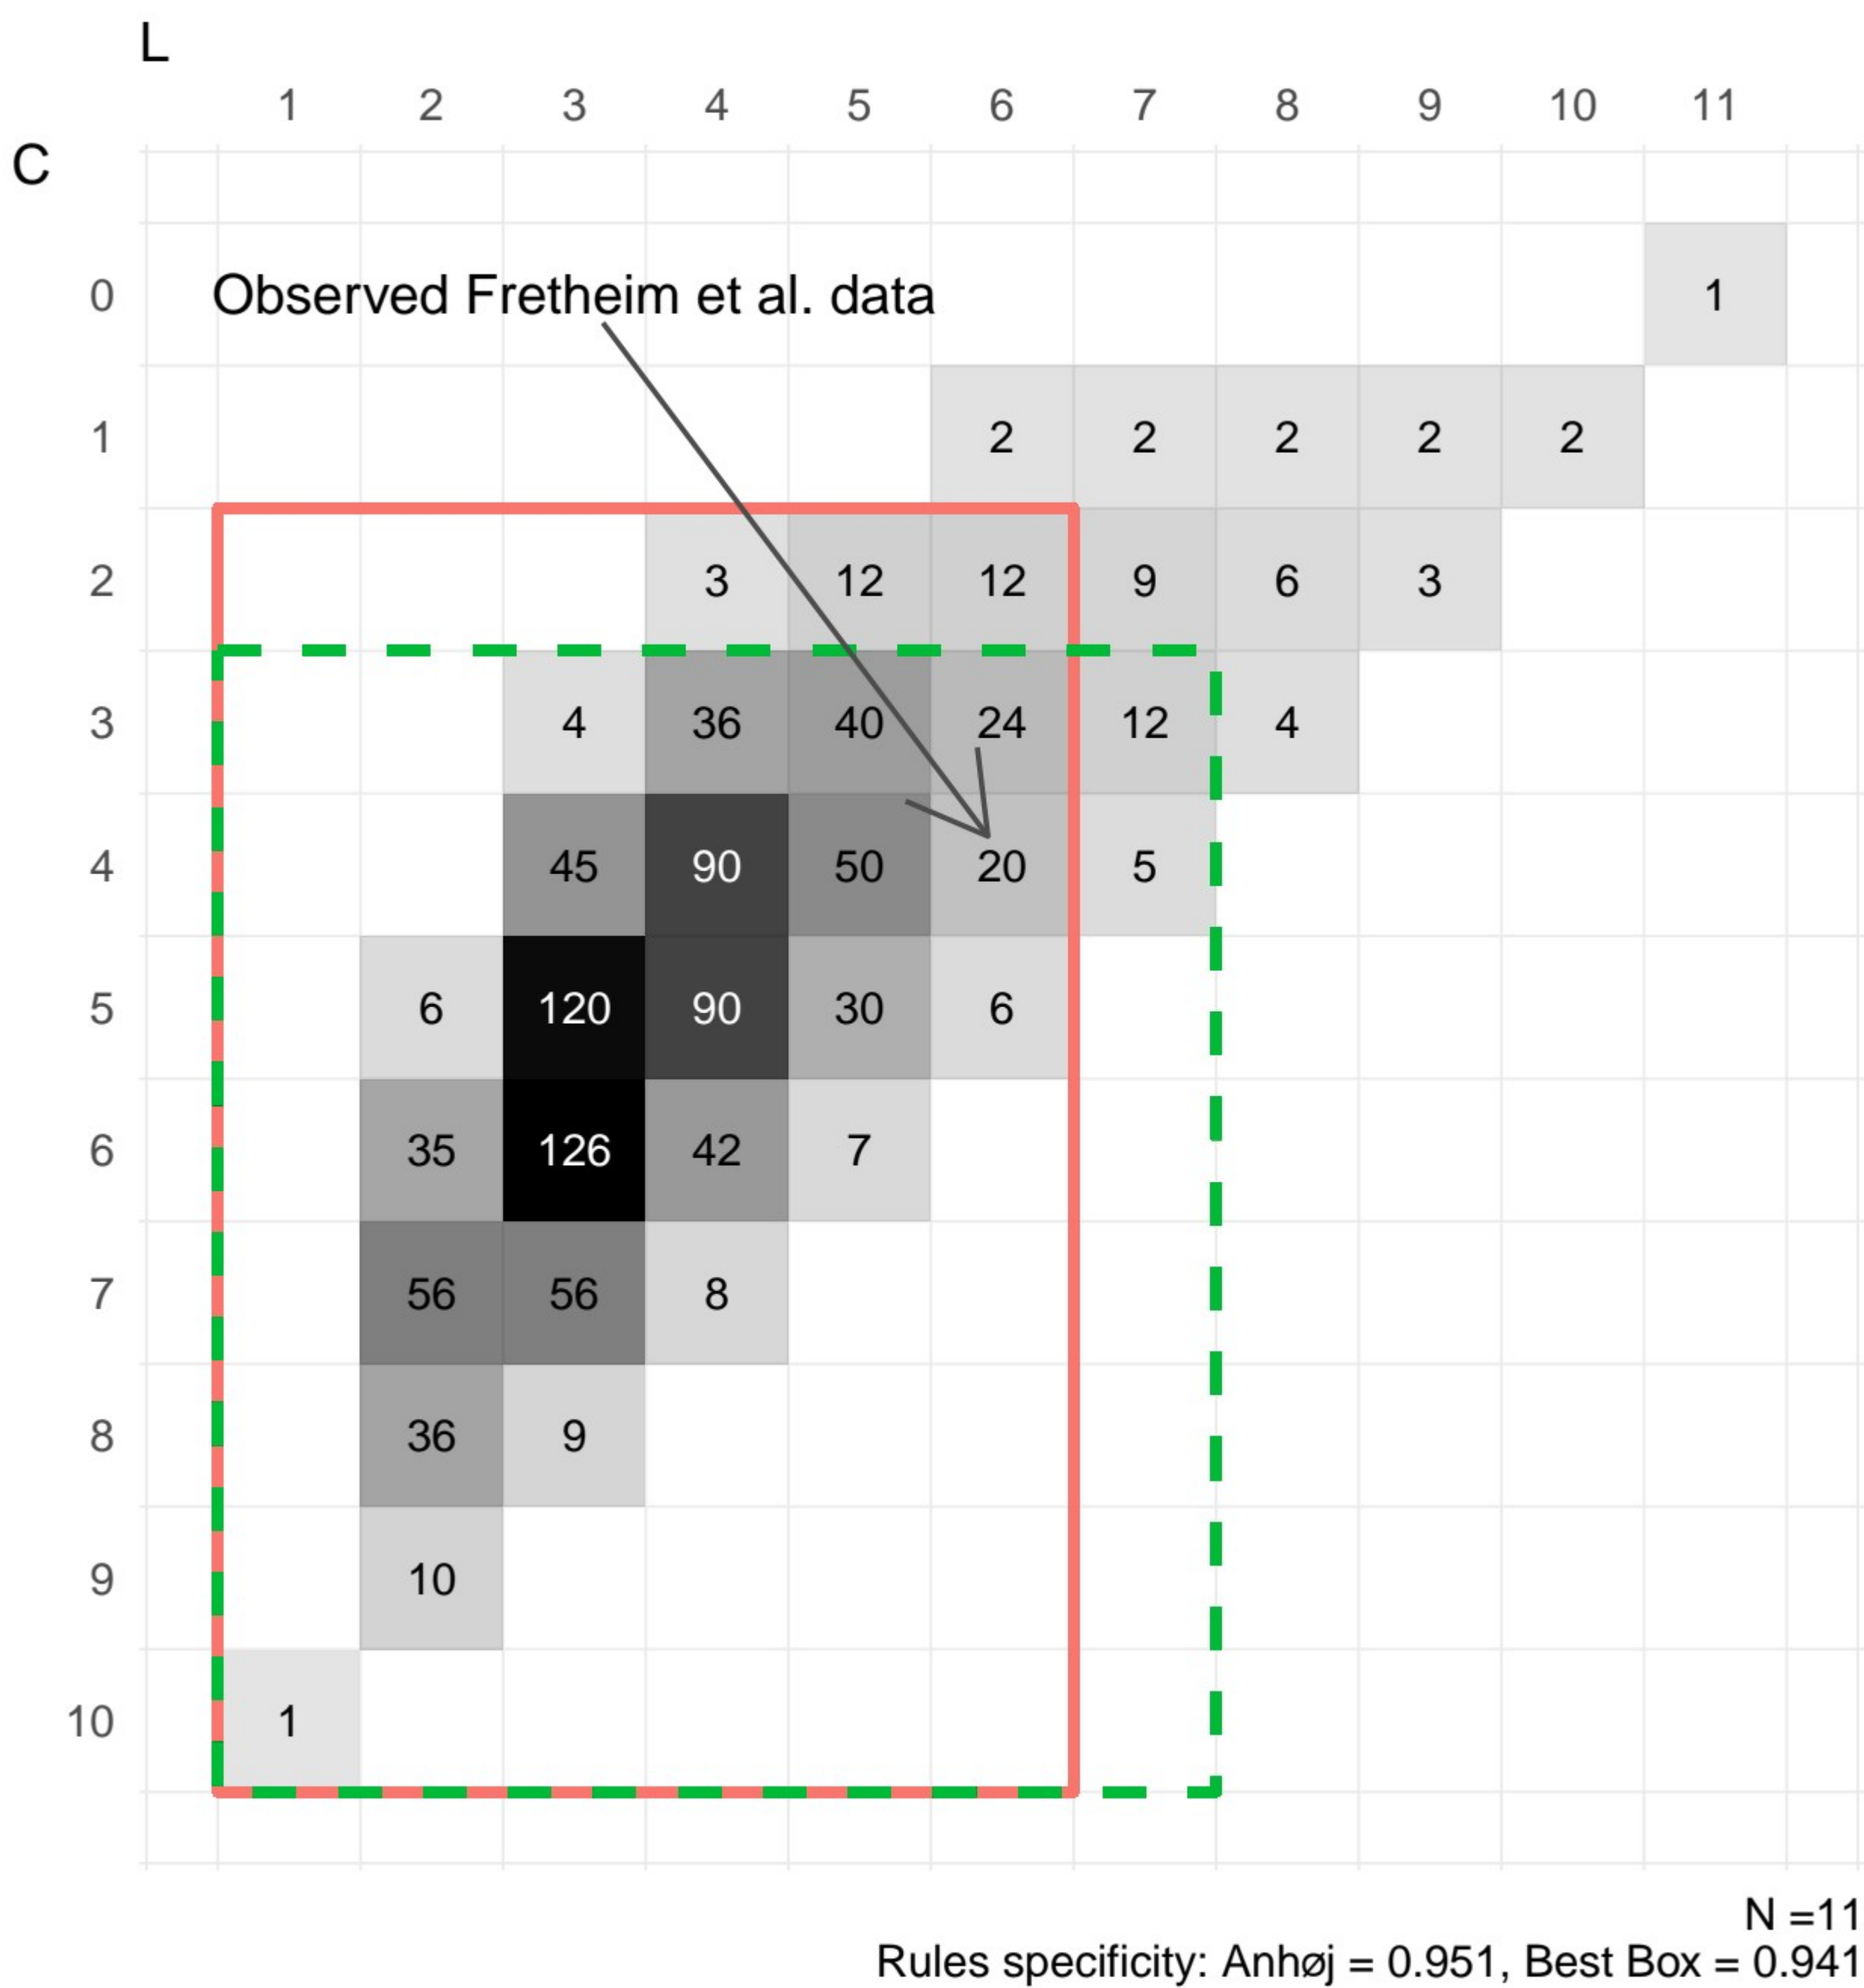 L
1 2 3 4 5 6 7 8 9 10 11
C
0 Observed Fretheim et al. data 1
1 2 2 2 2 2
2 3 12 12 9 6 3
3 4 36 40 24 12 4
4 45 90 50 20 5
5 6 120 90 30 6
6 35 126 42 7
7 56 56 8
8 36 9
9 10
10 1
N =11
Rules specificity: Anhøj = 0.951, Best Box = 0.941